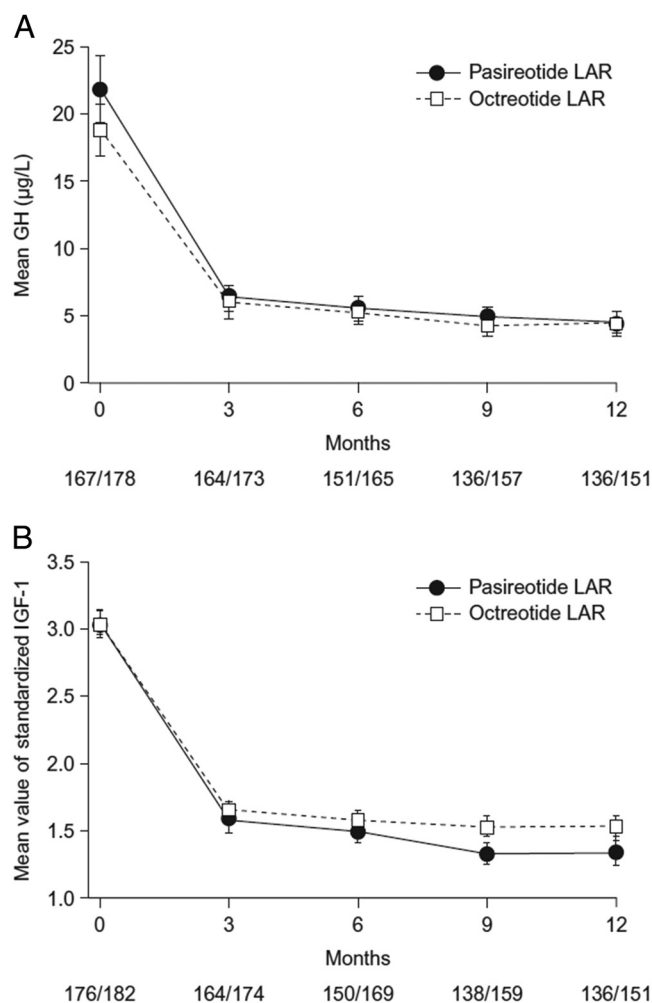 A
25
20
15
10
5
0
Mean GH (µg/L)
Pasireotide LAR
Octreotide LAR
0 3 6 9 12
Months
167/178 164/173 151/165 136/157 136/151
B
3.5
3.0
2.5
2.0
1.5
1.0
Mean value of standardized IGF-1
Pasireotide LAR
Octreotide LAR
0 3 6 9 12
Months
176/182 164/174 150/169 138/159 136/151